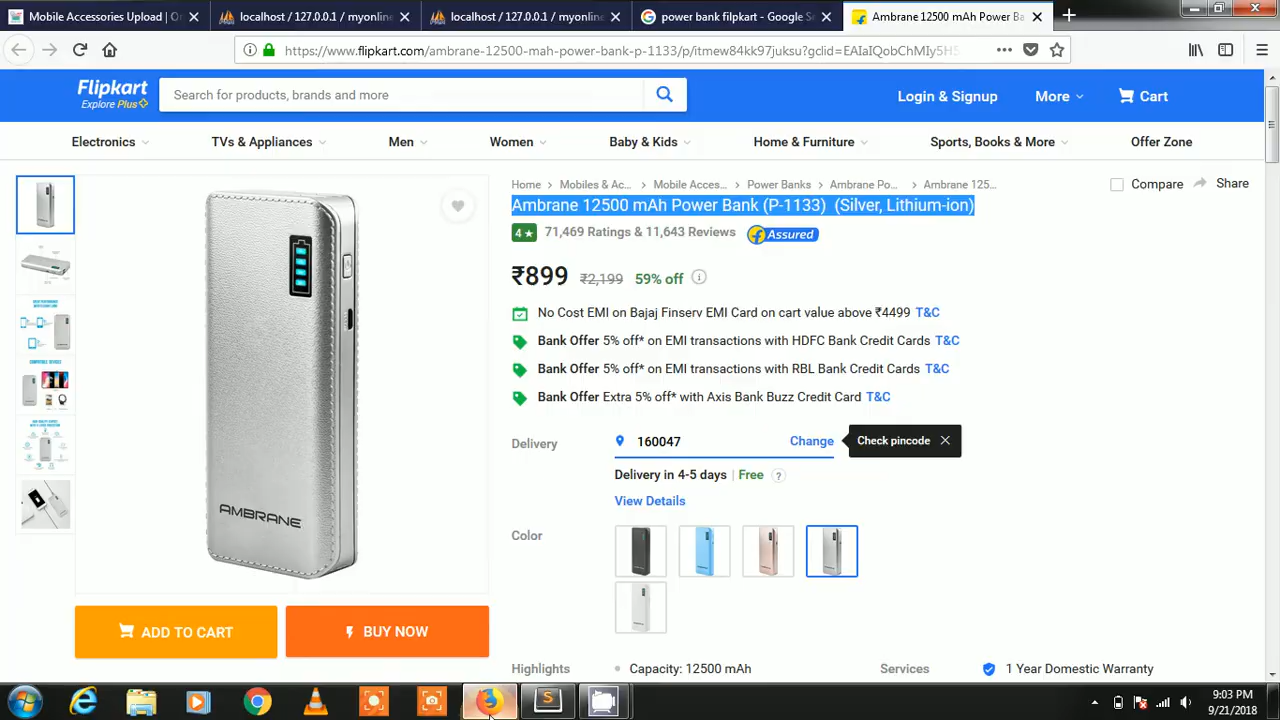 Mobile Accessories Upload | On
localhost / 127.0.0.1 / myonline
localhost / 127.0.0.1 / myonline
power bank filpkart - Google Se
Ambrane 12500 mAh Power Ba
https://www.flipkart.com/ambrane-12500-mah-power-bank-p-1133/p/itmew84kk97juksu?gclid=EAIaIQobChMIy5H5
Flipkart
Explore Plus
Search for products, brands and more
Login & Signup
More
Cart
Electronics
TVs & Appliances
Men
Women
Baby & Kids
Home & Furniture
Sports, Books & More
Offer Zone
Home > Mobiles & Ac... > Mobile Acces... > Power Banks > Ambrane Po... > Ambrane 125...
Compare
Share
Ambrane 12500 mAh Power Bank (P-1133) (Silver, Lithium-ion)
4 ★ 71,469 Ratings & 11,643 Reviews
Assured
₹899 ₹2,199 59% off
No Cost EMI on Bajaj Finserv EMI Card on cart value above ₹4499 T&C
Bank Offer 5% off* on EMI transactions with HDFC Bank Credit Cards T&C
Bank Offer 5% off* on EMI transactions with RBL Bank Credit Cards T&C
Bank Offer Extra 5% off* with Axis Bank Buzz Credit Card T&C
Delivery
160047
Change
Check pincode
Delivery in 4-5 days | Free ?
View Details
AMBRANE
Color
ADD TO CART
BUY NOW
Highlights
Capacity: 12500 mAh
Services
1 Year Domestic Warranty
9:03 PM
9/21/2018